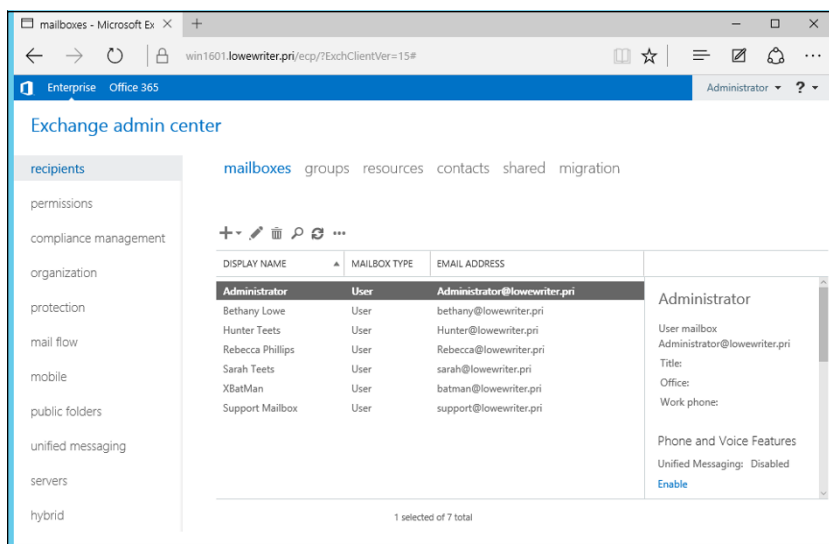 mailboxes - Microsoft Ex
win1601.lowewriter.pri/ecp/?ExchClientVer=15#
Enterprise Office 365 Administrator ?
Exchange admin center
recipients
permissions
compliance management
organization
protection
mail flow
mobile
public folders
unified messaging
servers
hybrid
mailboxes groups resources contacts shared migration
DISPLAY NAME MAILBOX TYPE EMAIL ADDRESS
Administrator User Administrator@lowewriter.pri
Bethany Lowe User bethany@lowewriter.pri
Hunter Teets User Hunter@lowewriter.pri
Rebecca Phillips User Rebecca@lowewriter.pri
Sarah Teets User sarah@lowewriter.pri
XBatMan User batman@lowewriter.pri
Support Mailbox User support@lowewriter.pri
1 selected of 7 total
Administrator
User mailbox
Administrator@lowewriter.pri
Title:
Office:
Work phone:
Phone and Voice Features
Unified Messaging: Disabled
Enable